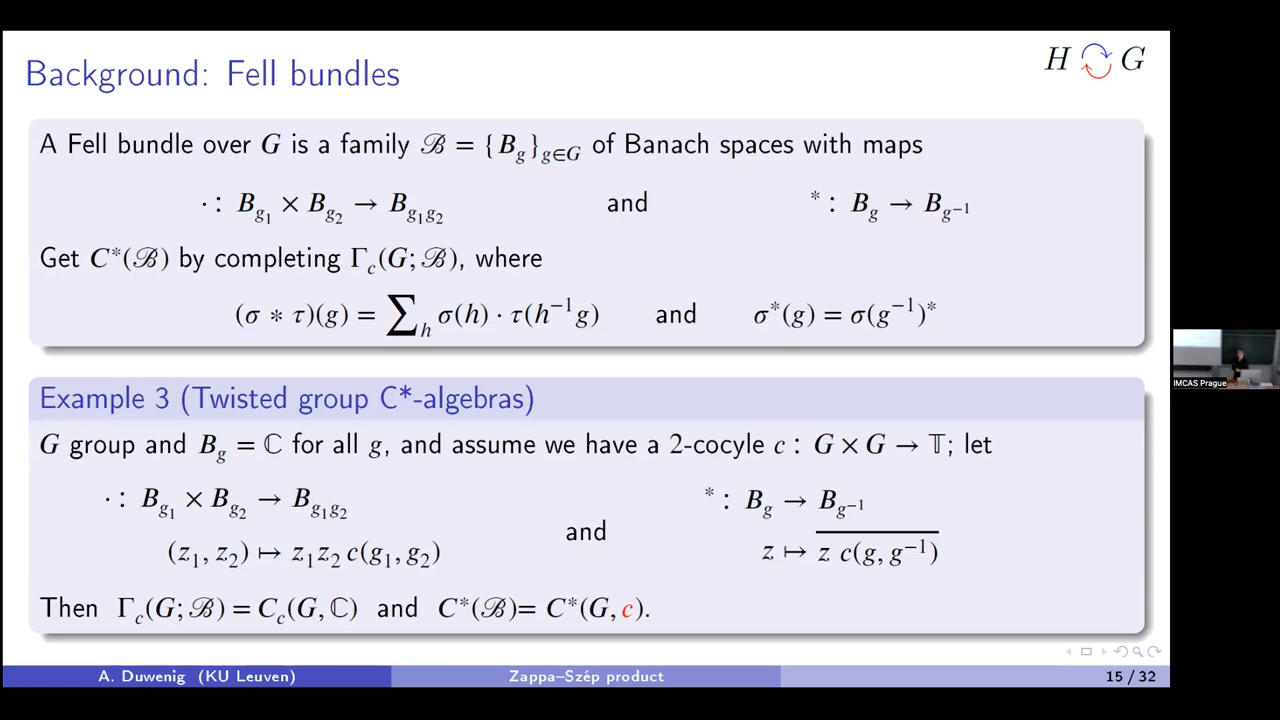 Background: Fell bundles
H G
A Fell bundle over G is a family ℬ = {B_g}_{g∈G} of Banach spaces with maps
· : B_{g_1} × B_{g_2} → B_{g_1 g_2} and * : B_g → B_{g^{-1}}
Get C*(ℬ) by completing Γ_c(G; ℬ), where
(σ * τ)(g) = ∑_h σ(h) · τ(h^{-1}g) and σ*(g) = σ(g^{-1})*
Example 3 (Twisted group C*-algebras)
G group and B_g = ℂ for all g, and assume we have a 2-cocyle c : G × G → 𝕋; let
· : B_{g_1} × B_{g_2} → B_{g_1 g_2} and * : B_g → B_{g^{-1}}
(z_1, z_2) ↦ z_1 z_2 c(g_1, g_2) z ↦ \overline{z c(g, g^{-1})}
Then Γ_c(G; ℬ) = C_c(G, ℂ) and C*(ℬ)= C*(G, c).
A. Duwenig (KU Leuven) Zappa–Szép product 15 / 32
IMCAS Prague